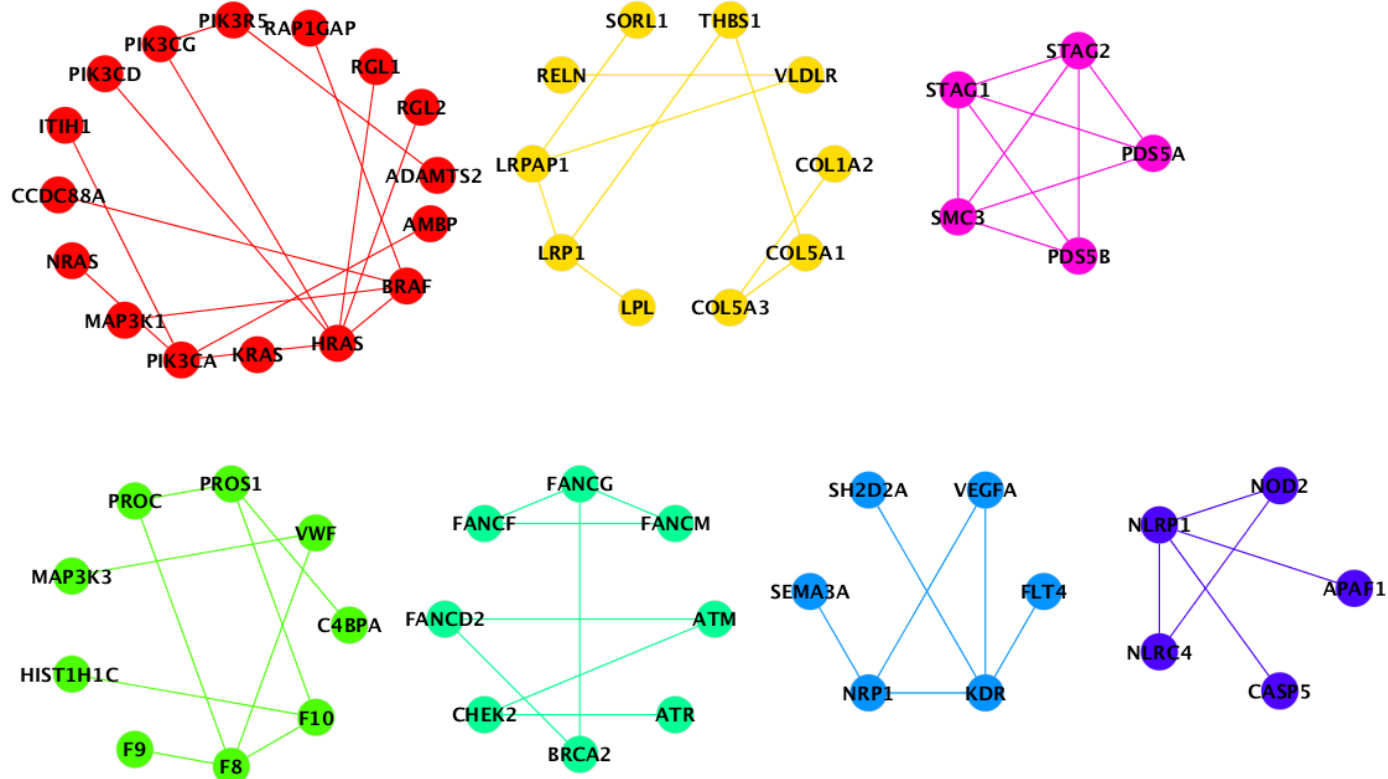 PIK3R5
RAP1GAP
PIK3CG
RGL1
PIK3CD
RGL2
ITIH1
ADAMTS2
CCDC88A
AMBP
NRAS
BRAF
MAP3K1
HRAS
KRAS
PIK3CA
SORL1
THBS1
RELN
VLDLR
LRPAP1
COL1A2
LRP1
COL5A1
LPL
COL5A3
STAG2
STAG1
PDS5A
SMC3
PDS5B
PROS1
PROC
VWF
MAP3K3
C4BPA
HIST1H1C
F10
F9
F8
FANCG
FANCF
FANCM
FANCD2
ATM
CHEK2
ATR
BRCA2
SH2D2A
VEGFA
SEMA3A
FLT4
NRP1
KDR
NOD2
NLRP1
APAF1
NLRC4
CASP5